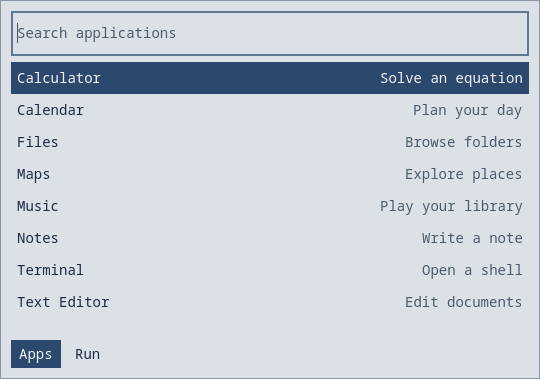 Search applications
Calculator Solve an equation
Calendar Plan your day
Files Browse folders
Maps Explore places
Music Play your library
Notes Write a note
Terminal Open a shell
Text Editor Edit documents
Apps Run